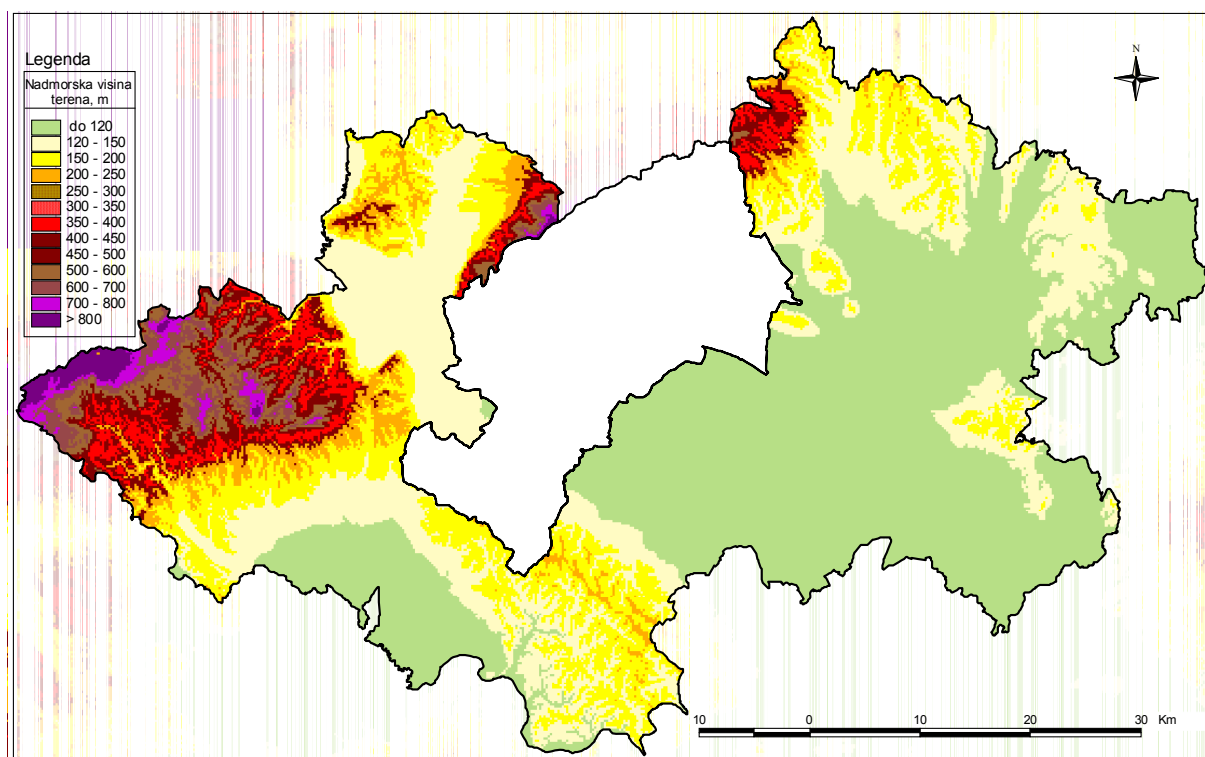 Legenda
Nadmorska visina
terena, m
do 120
120 - 150
150 - 200
200 - 250
250 - 300
300 - 350
350 - 400
400 - 450
450 - 500
500 - 600
600 - 700
700 - 800
> 800
N
10 0 10 20 30 Km